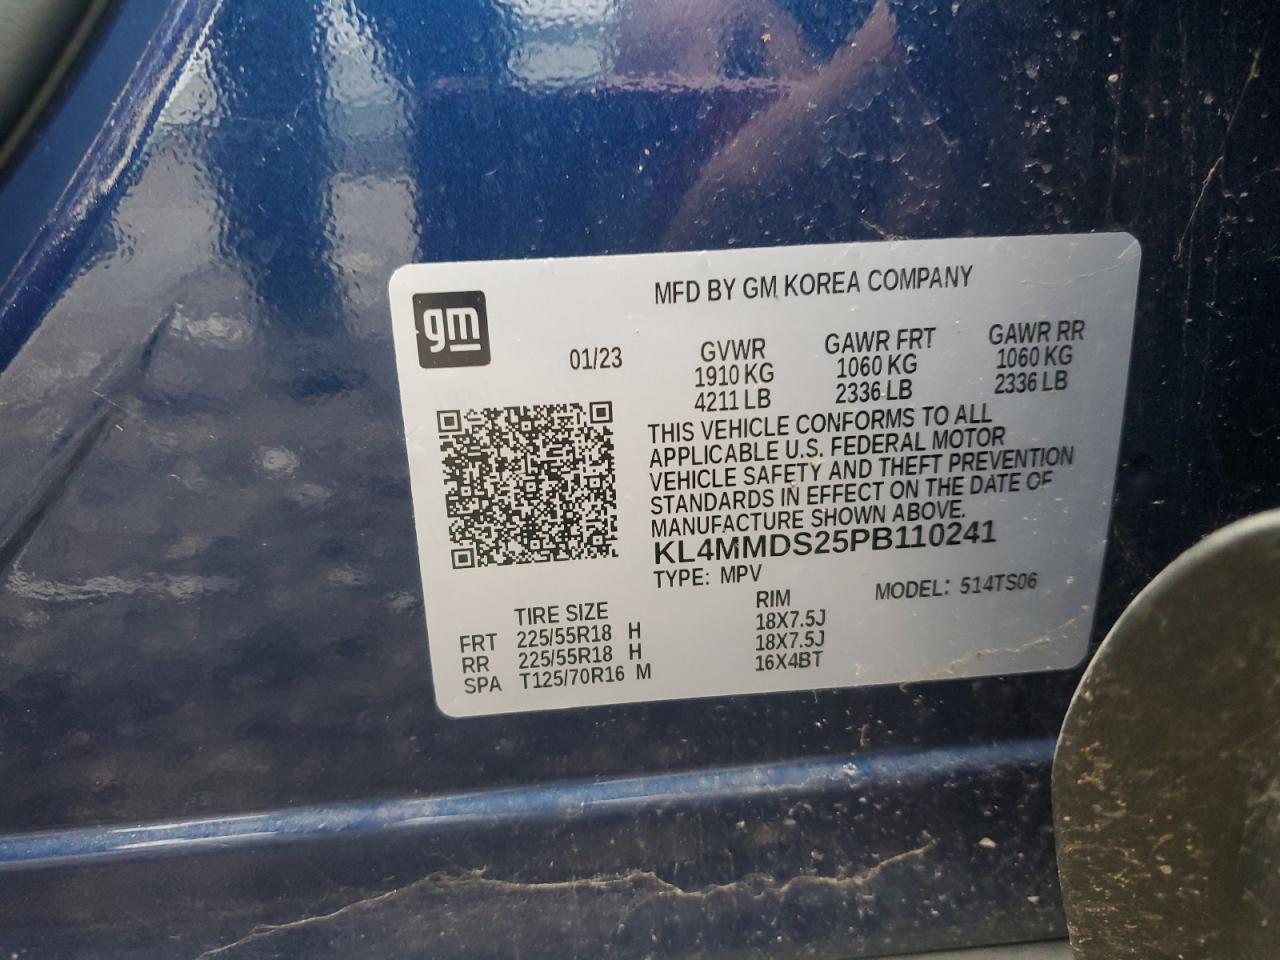 MFD BY GM KOREA COMPANY
gm
01/23
GVWR GAWR FRT GAWR RR
1910 KG 1060 KG 1060 KG
4211 LB 2336 LB 2336 LB
THIS VEHICLE CONFORMS TO ALL
APPLICABLE U.S. FEDERAL MOTOR
VEHICLE SAFETY AND THEFT PREVENTION
STANDARDS IN EFFECT ON THE DATE OF
MANUFACTURE SHOWN ABOVE.
KL4MMDS25PB110241
TYPE: MPV MODEL: 514TS06
TIRE SIZE RIM
FRT 225/55R18 H 18X7.5J
RR 225/55R18 H 18X7.5J
SPA T125/70R16 M 16X4BT